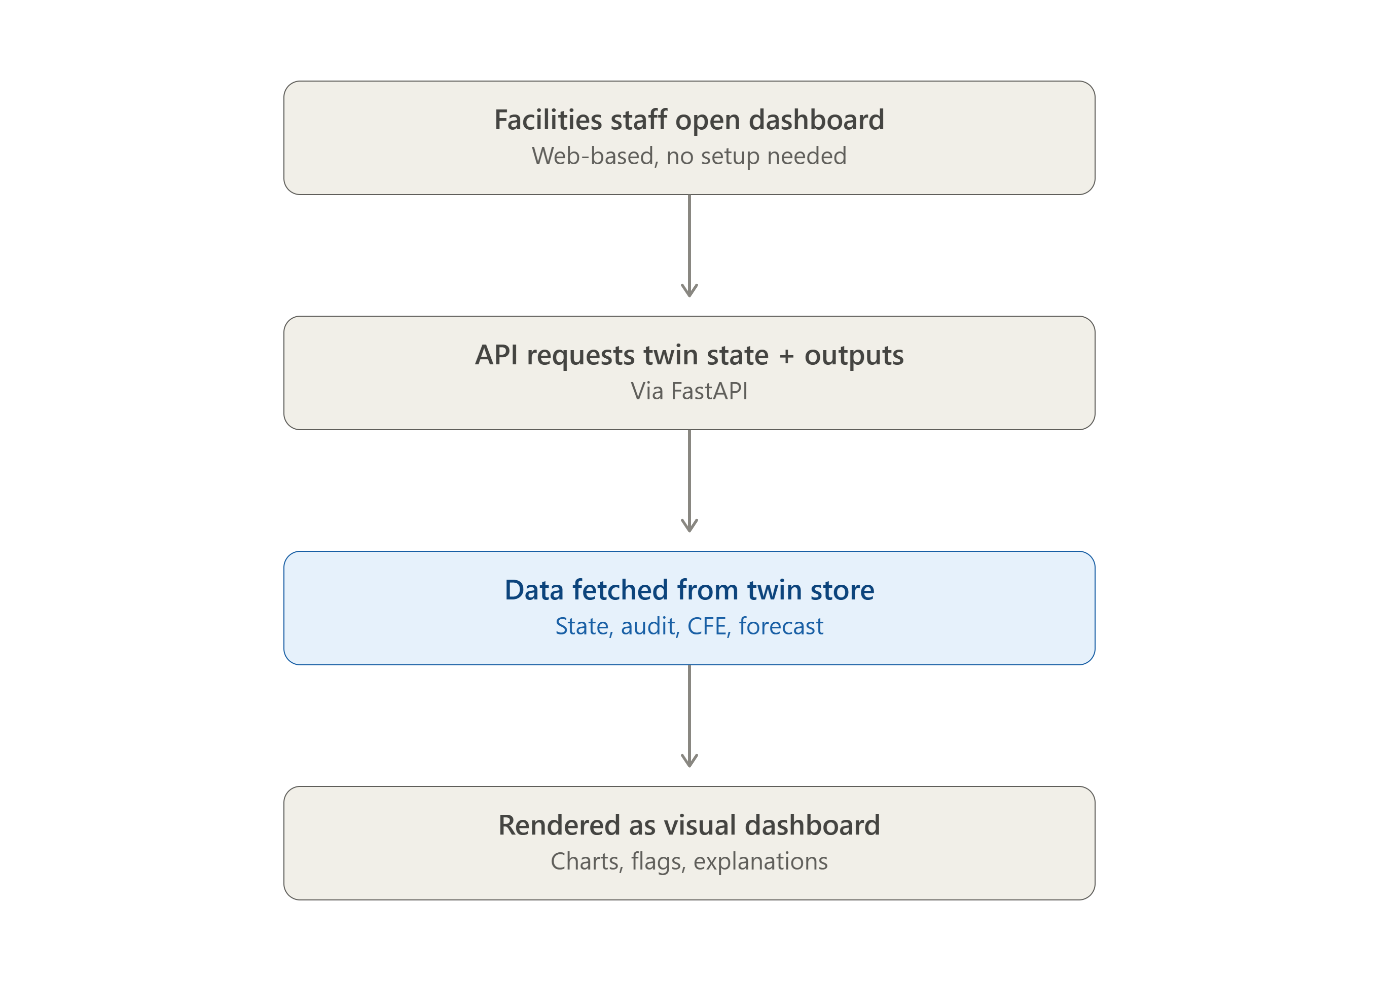 Facilities staff open dashboard
Web-based, no setup needed
API requests twin state + outputs
Via FastAPI
Data fetched from twin store
State, audit, CFE, forecast
Rendered as visual dashboard
Charts, flags, explanations